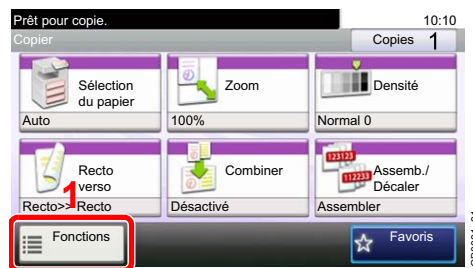 Prêt pour copie. 10:10
Copier Copies 1
Sélection du papier
Auto
Zoom
100%
Densité
Normal 0
Recto verso
1
Recto>> Recto
Combiner
Désactivé
123123
112233
Assemb./ Décaler
Assembler
Fonctions
Favoris